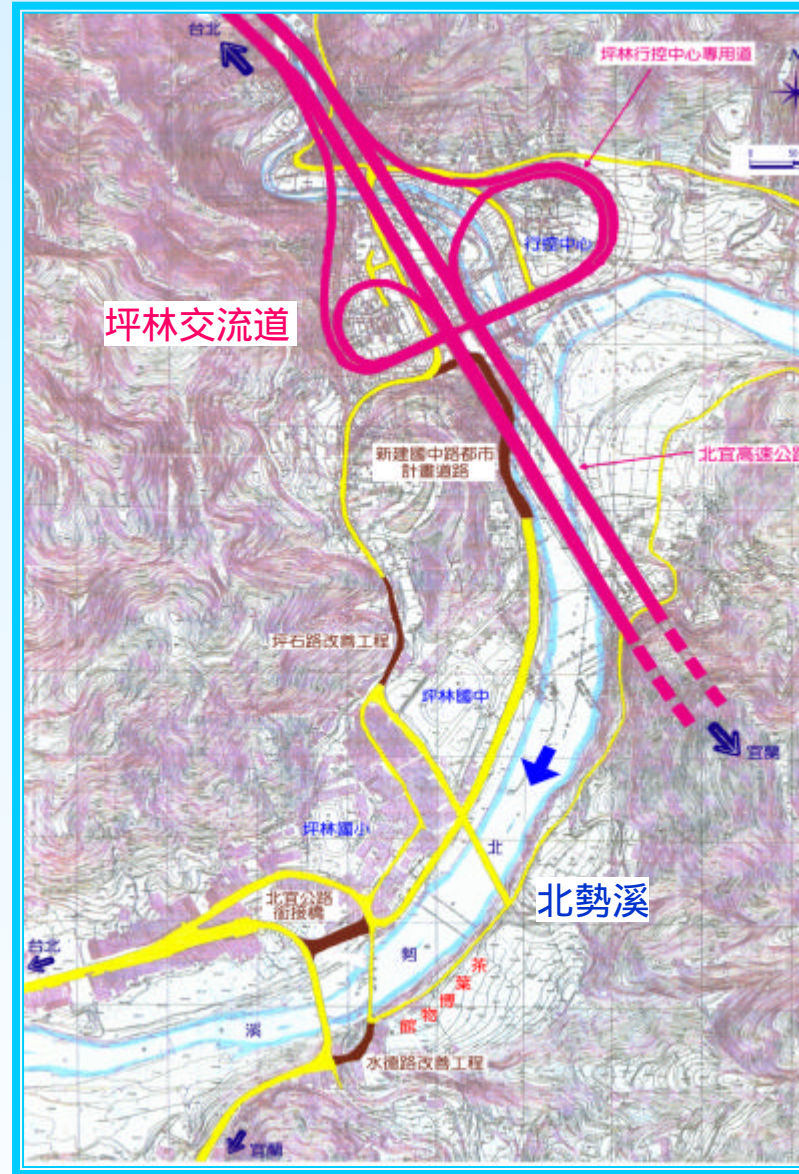 台北
坪林行控中心專用道
N
0 50
行控中心
坪林交流道
新建國中路都市
計畫道路
北宜高速公路
坪石路改善工程
坪林國中
宜蘭
坪林國小
北
北勢溪
北宜公路
銜接橋
台北
勢
茶
葉
博
物
館
溪
水德路改善工程
宜蘭